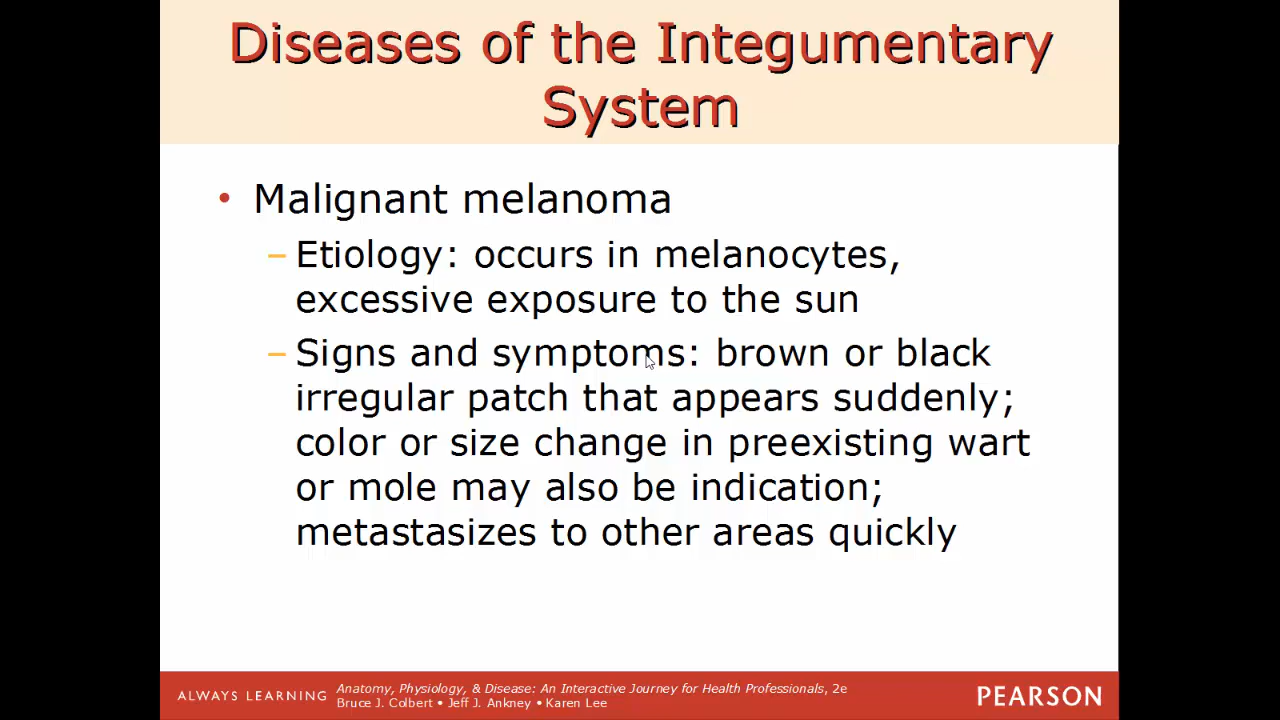 Diseases of the Integumentary
System
• Malignant melanoma
– Etiology: occurs in melanocytes,
excessive exposure to the sun
– Signs and symptoms: brown or black
irregular patch that appears suddenly;
color or size change in preexisting wart
or mole may also be indication;
metastasizes to other areas quickly
ALWAYS LEARNING
Anatomy, Physiology, & Disease: An Interactive Journey for Health Professionals, 2e
Bruce J. Colbert • Jeff J. Ankney • Karen Lee
PEARSON